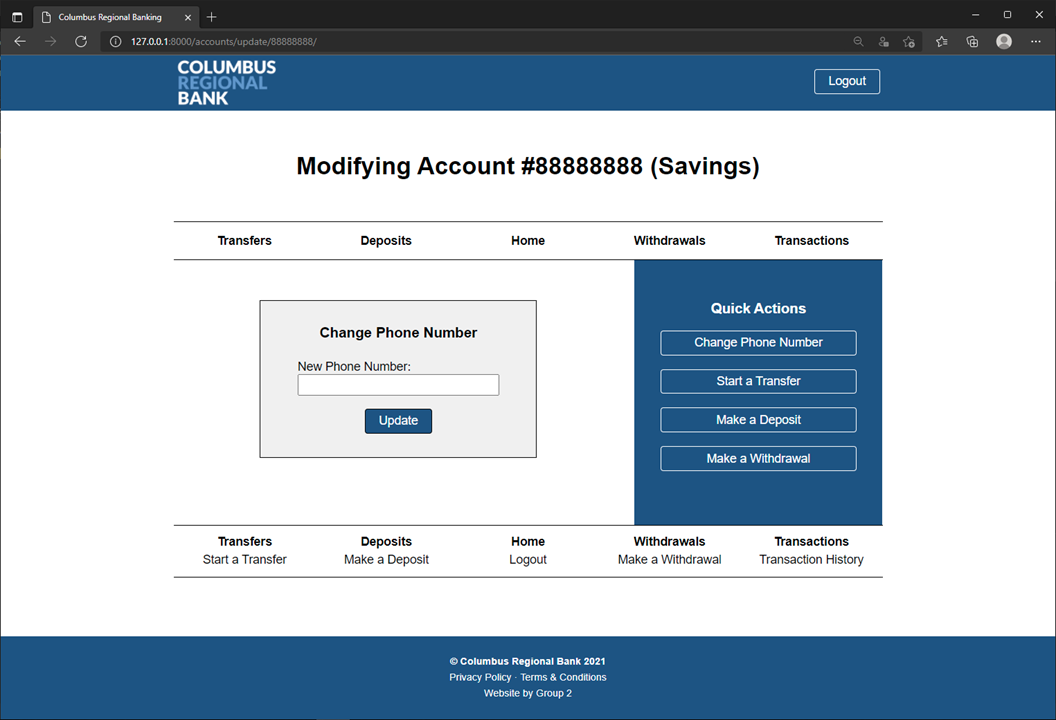 Columbus Regional Banking
127.0.0.1:8000/accounts/update/88888888/
COLUMBUS
REGIONAL
BANK
Logout
Modifying Account #88888888 (Savings)
Transfers Deposits Home Withdrawals Transactions
Change Phone Number
New Phone Number:
Update
Quick Actions
Change Phone Number
Start a Transfer
Make a Deposit
Make a Withdrawal
Transfers Deposits Home Withdrawals Transactions
Start a Transfer Make a Deposit Logout Make a Withdrawal Transaction History
© Columbus Regional Bank 2021
Privacy Policy · Terms & Conditions
Website by Group 2